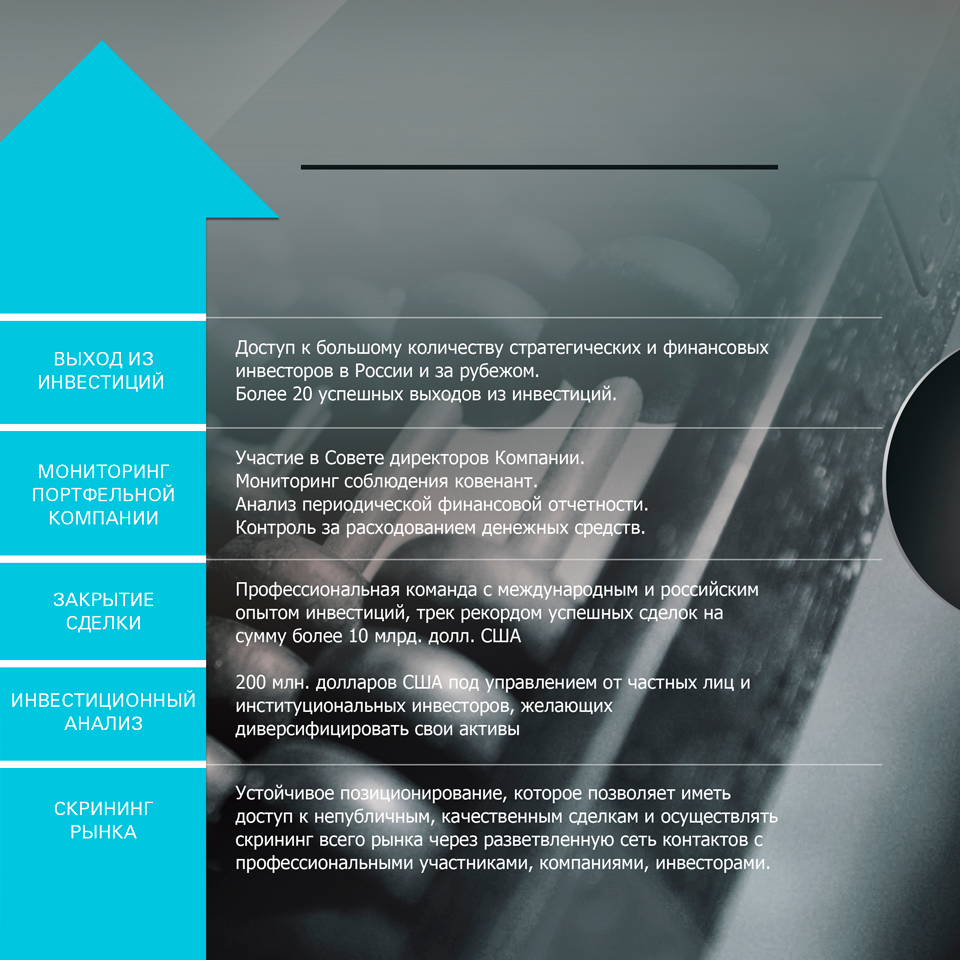 ВЫХОД ИЗ
ИНВЕСТИЦИЙ
Доступ к большому количеству стратегических и финансовых
инвесторов в России и за рубежом.
Более 20 успешных выходов из инвестиций.
МОНИТОРИНГ
ПОРТФЕЛЬНОЙ
КОМПАНИИ
Участие в Совете директоров Компании.
Мониторинг соблюдения ковенант.
Анализ периодической финансовой отчетности.
Контроль за расходованием денежных средств.
ЗАКРЫТИЕ
СДЕЛКИ
Профессиональная команда с международным и российским
опытом инвестиций, трек рекордом успешных сделок на
сумму более 10 млрд. долл. США
ИНВЕСТИЦИОННЫЙ
АНАЛИЗ
200 млн. долларов США под управлением от частных лиц и
институциональных инвесторов, желающих
диверсифицировать свои активы
СКРИНИНГ
РЫНКА
Устойчивое позиционирование, которое позволяет иметь
доступ к непубличным, качественным сделкам и осуществлять
скрининг всего рынка через разветвленную сеть контактов с
профессиональными участниками, компаниями, инвесторами.